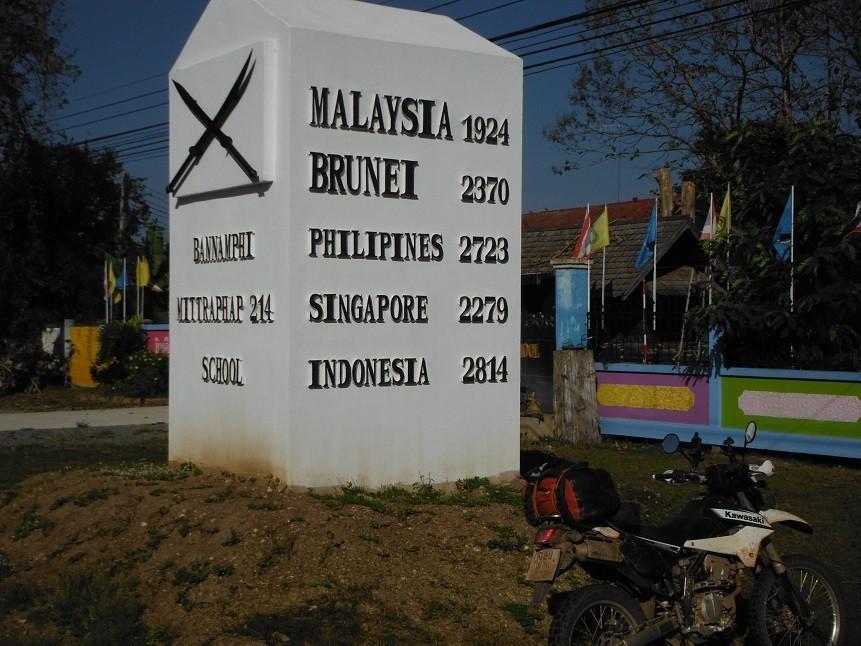 BANNAMPHI
MITTRAPHAP 214
SCHOOL
MALAYSIA 1924
BRUNEI 2370
PHILIPINES 2723
SINGAPORE 2279
INDONESIA 2814
Kawasaki